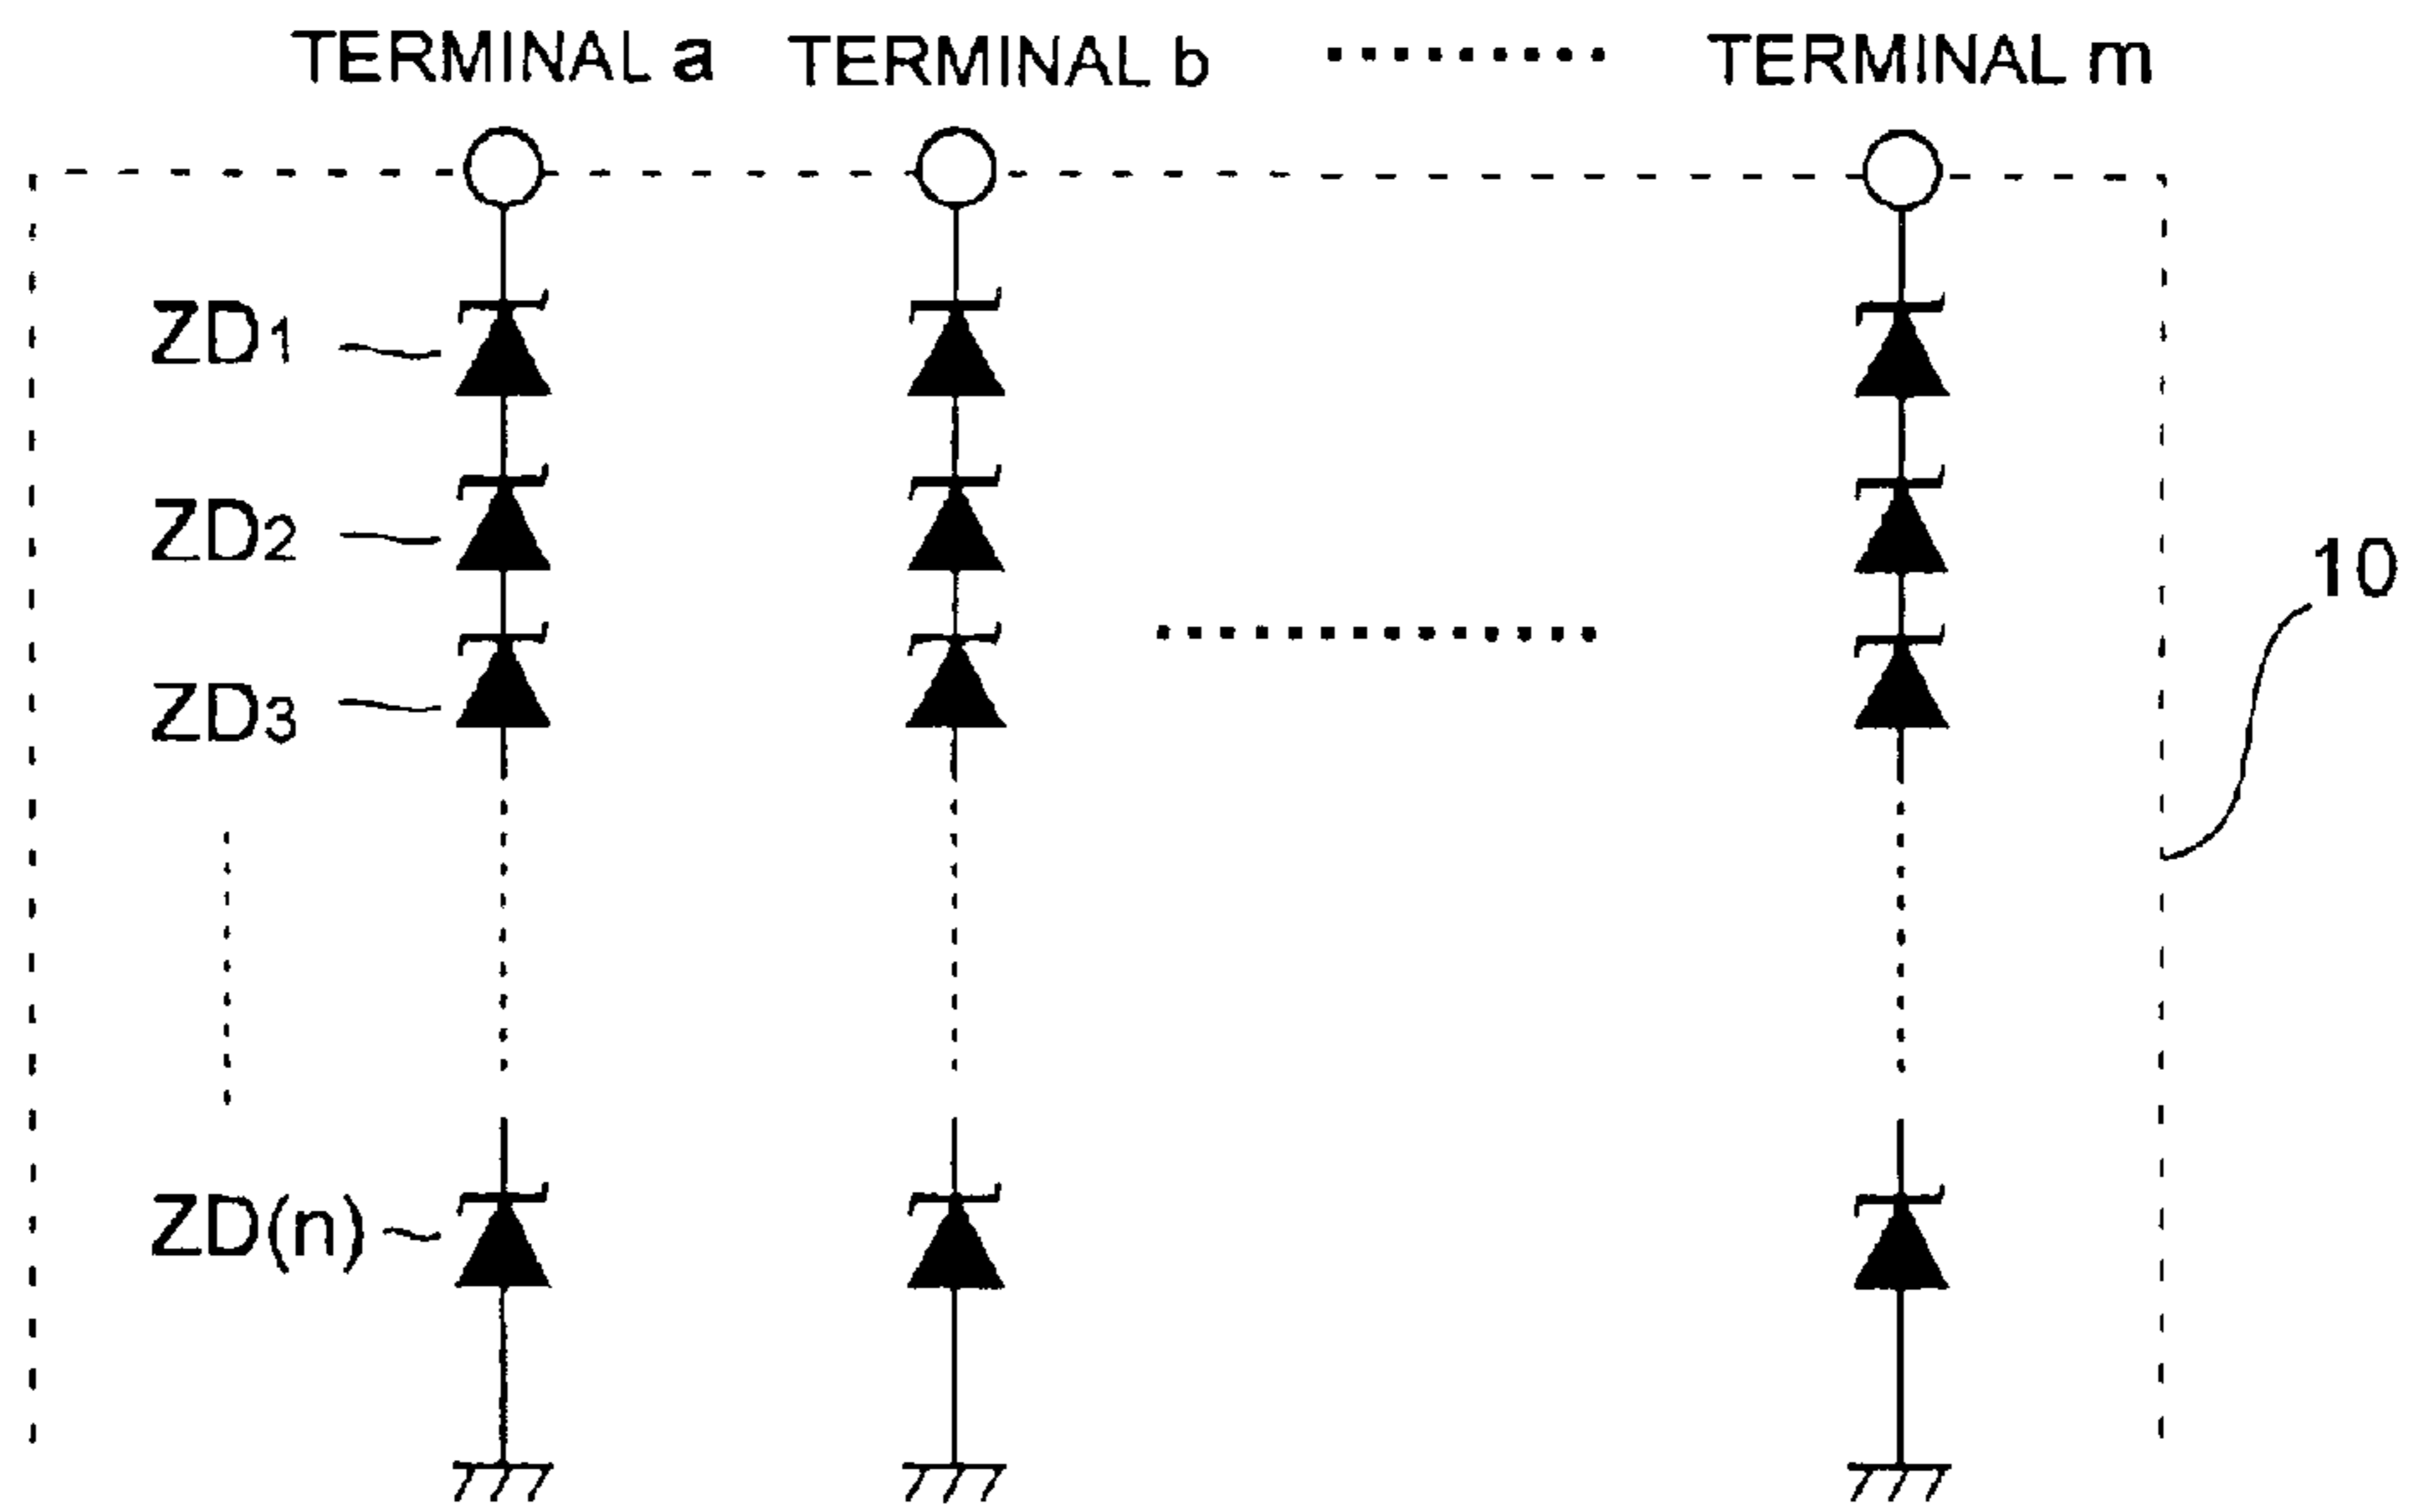 TERMINAL a TERMINAL b ......... TERMINAL m
ZD1
ZD2
10
ZD3
ZD(n)